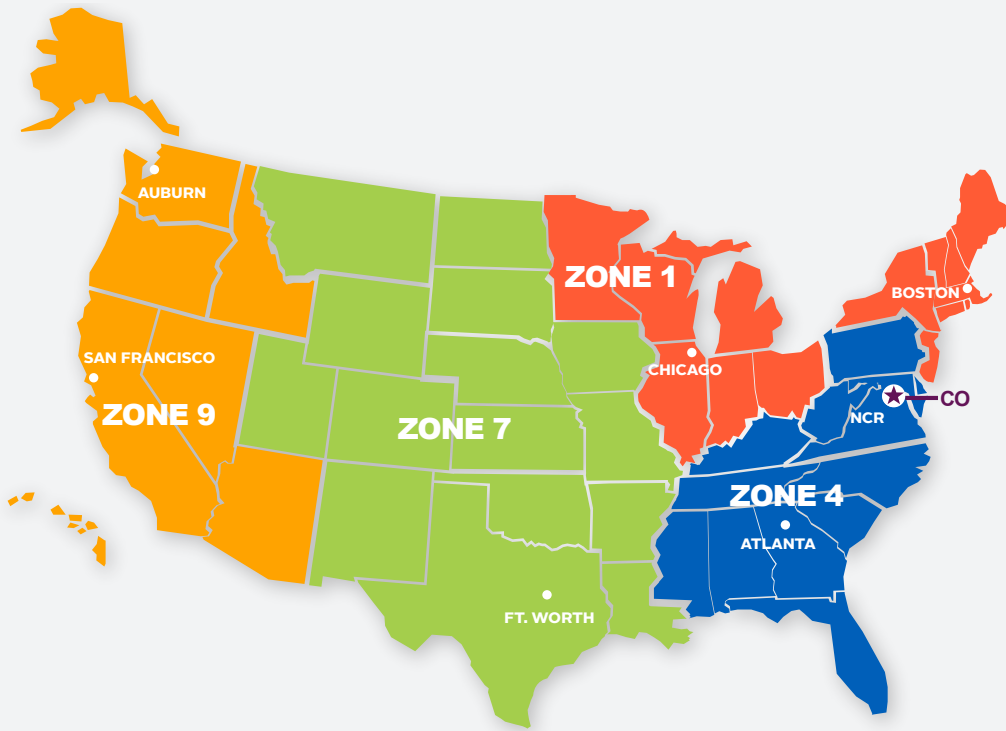 AUBURN
ZONE 1
BOSTON
SAN FRANCISCO
CHICAGO
ZONE 9
ZONE 7
CO
NCR
ZONE 4
ATLANTA
FT. WORTH